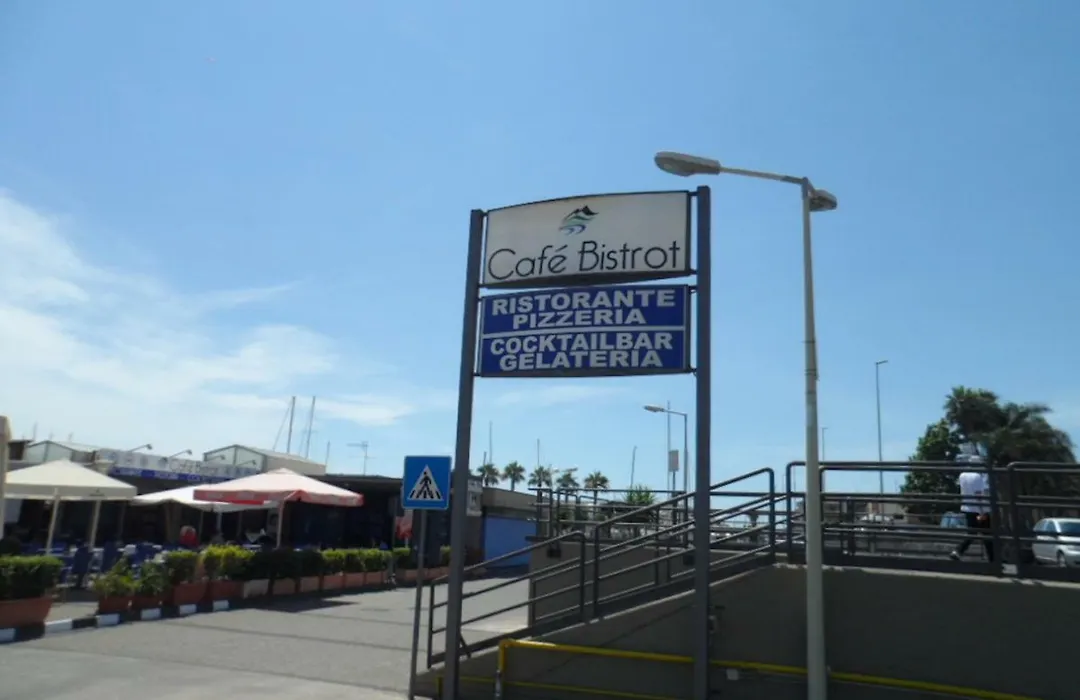 Café Bistrot
RISTORANTE
PIZZERIA
COCKTAILBAR
GELATERIA